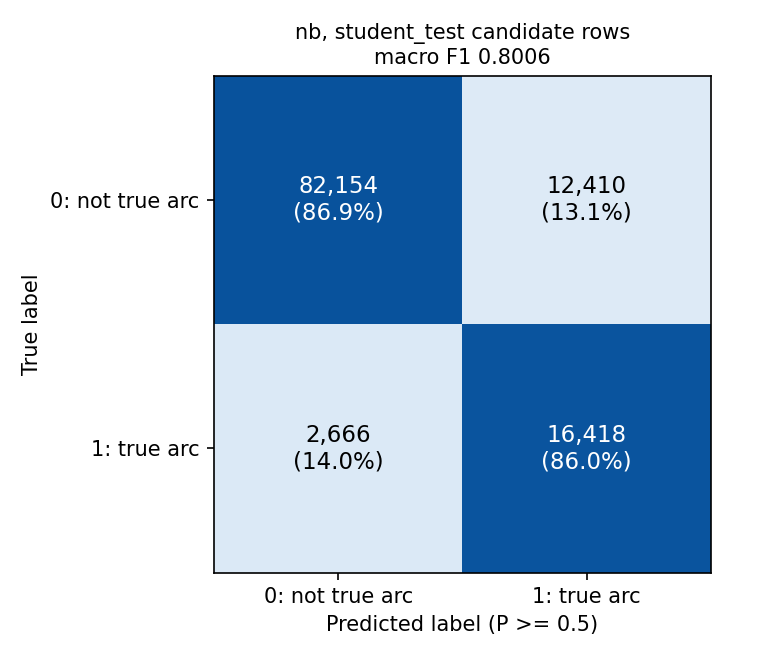 nb, student_test candidate rows
macro F1 0.8006
True label
0: not true arc
82,154
(86.9%)
12,410
(13.1%)
1: true arc
2,666
(14.0%)
16,418
(86.0%)
0: not true arc
1: true arc
Predicted label (P >= 0.5)